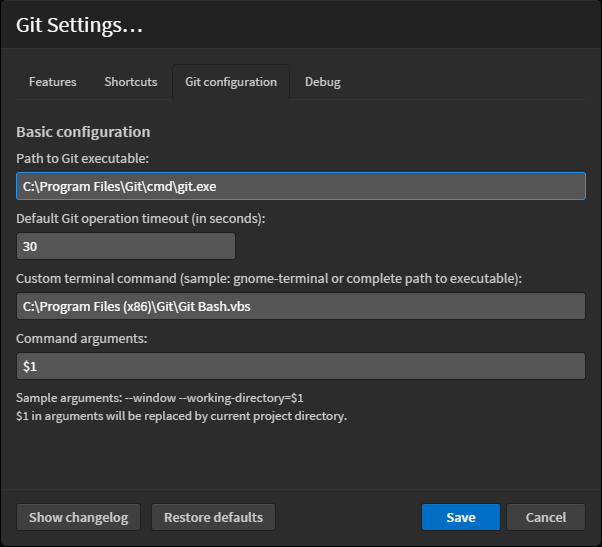 Git Settings…
Features Shortcuts Git configuration Debug
Basic configuration
Path to Git executable:
C:\Program Files\Git\cmd\git.exe
Default Git operation timeout (in seconds):
30
Custom terminal command (sample: gnome-terminal or complete path to executable):
C:\Program Files (x86)\Git\Git Bash.vbs
Command arguments:
$1
Sample arguments: --window --working-directory=$1
$1 in arguments will be replaced by current project directory.
Show changelog Restore defaults Save Cancel